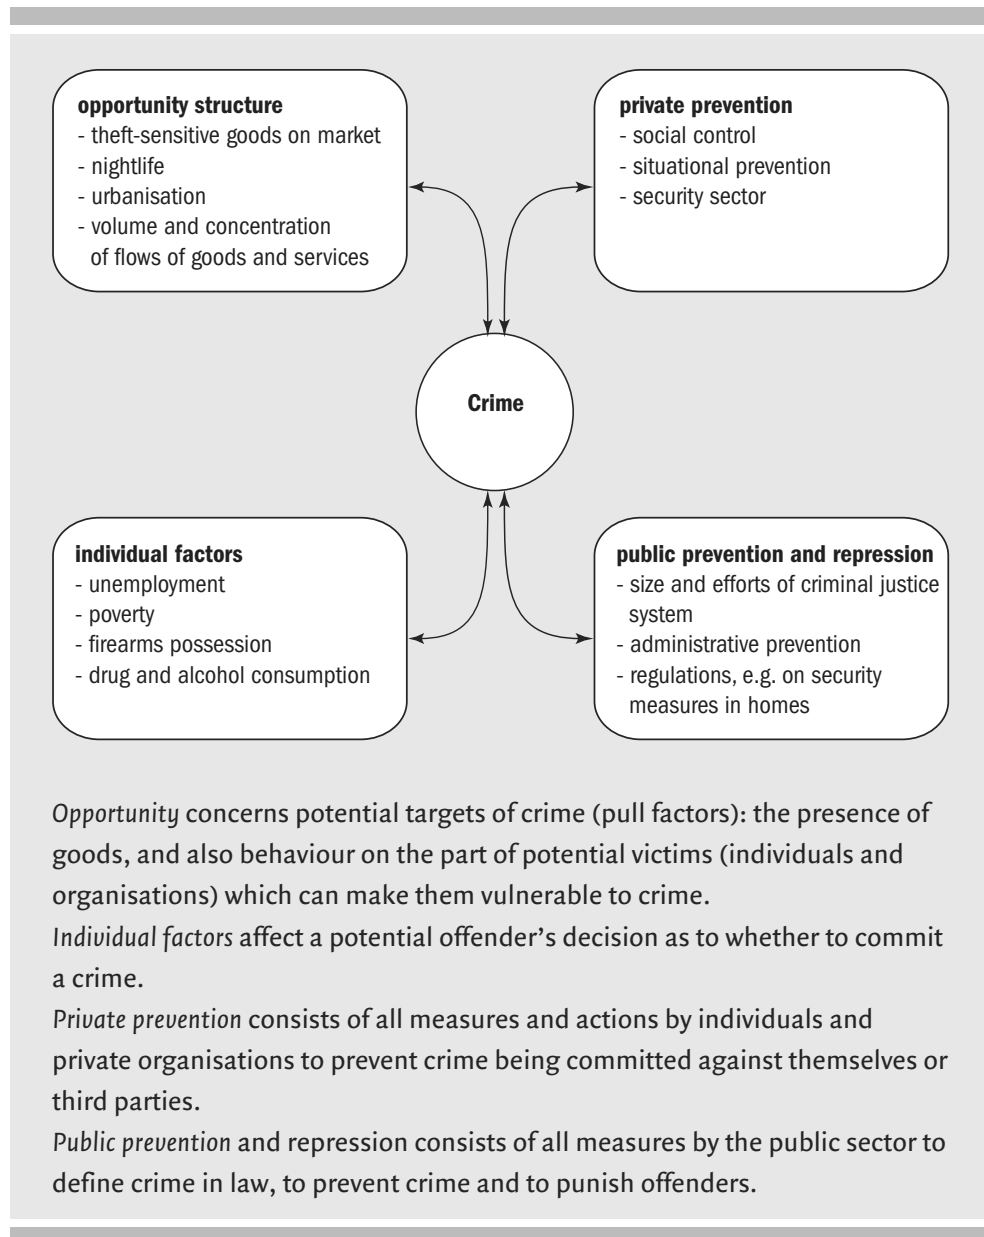 opportunity structure
- theft-sensitive goods on market
- nightlife
- urbanisation
- volume and concentration
of flows of goods and services
private prevention
- social control
- situational prevention
- security sector
Crime
individual factors
- unemployment
- poverty
- firearms possession
- drug and alcohol consumption
public prevention and repression
- size and efforts of criminal justice
system
- administrative prevention
- regulations, e.g. on security
measures in homes
Opportunity concerns potential targets of crime (pull factors): the presence of
goods, and also behaviour on the part of potential victims (individuals and
organisations) which can make them vulnerable to crime.
Individual factors affect a potential offender’s decision as to whether to commit
a crime.
Private prevention consists of all measures and actions by individuals and
private organisations to prevent crime being committed against themselves or
third parties.
Public prevention and repression consists of all measures by the public sector to
define crime in law, to prevent crime and to punish offenders.